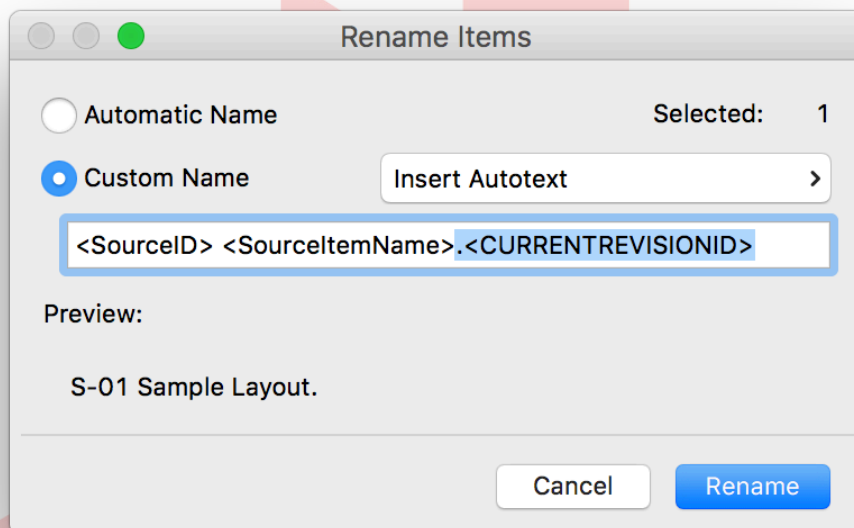 Rename Items
Automatic Name Selected: 1
Custom Name Insert Autotext
<SourceID> <SourceItemName>.<CURRENTREVISIONID>
Preview:
S-01 Sample Layout.
Cancel Rename